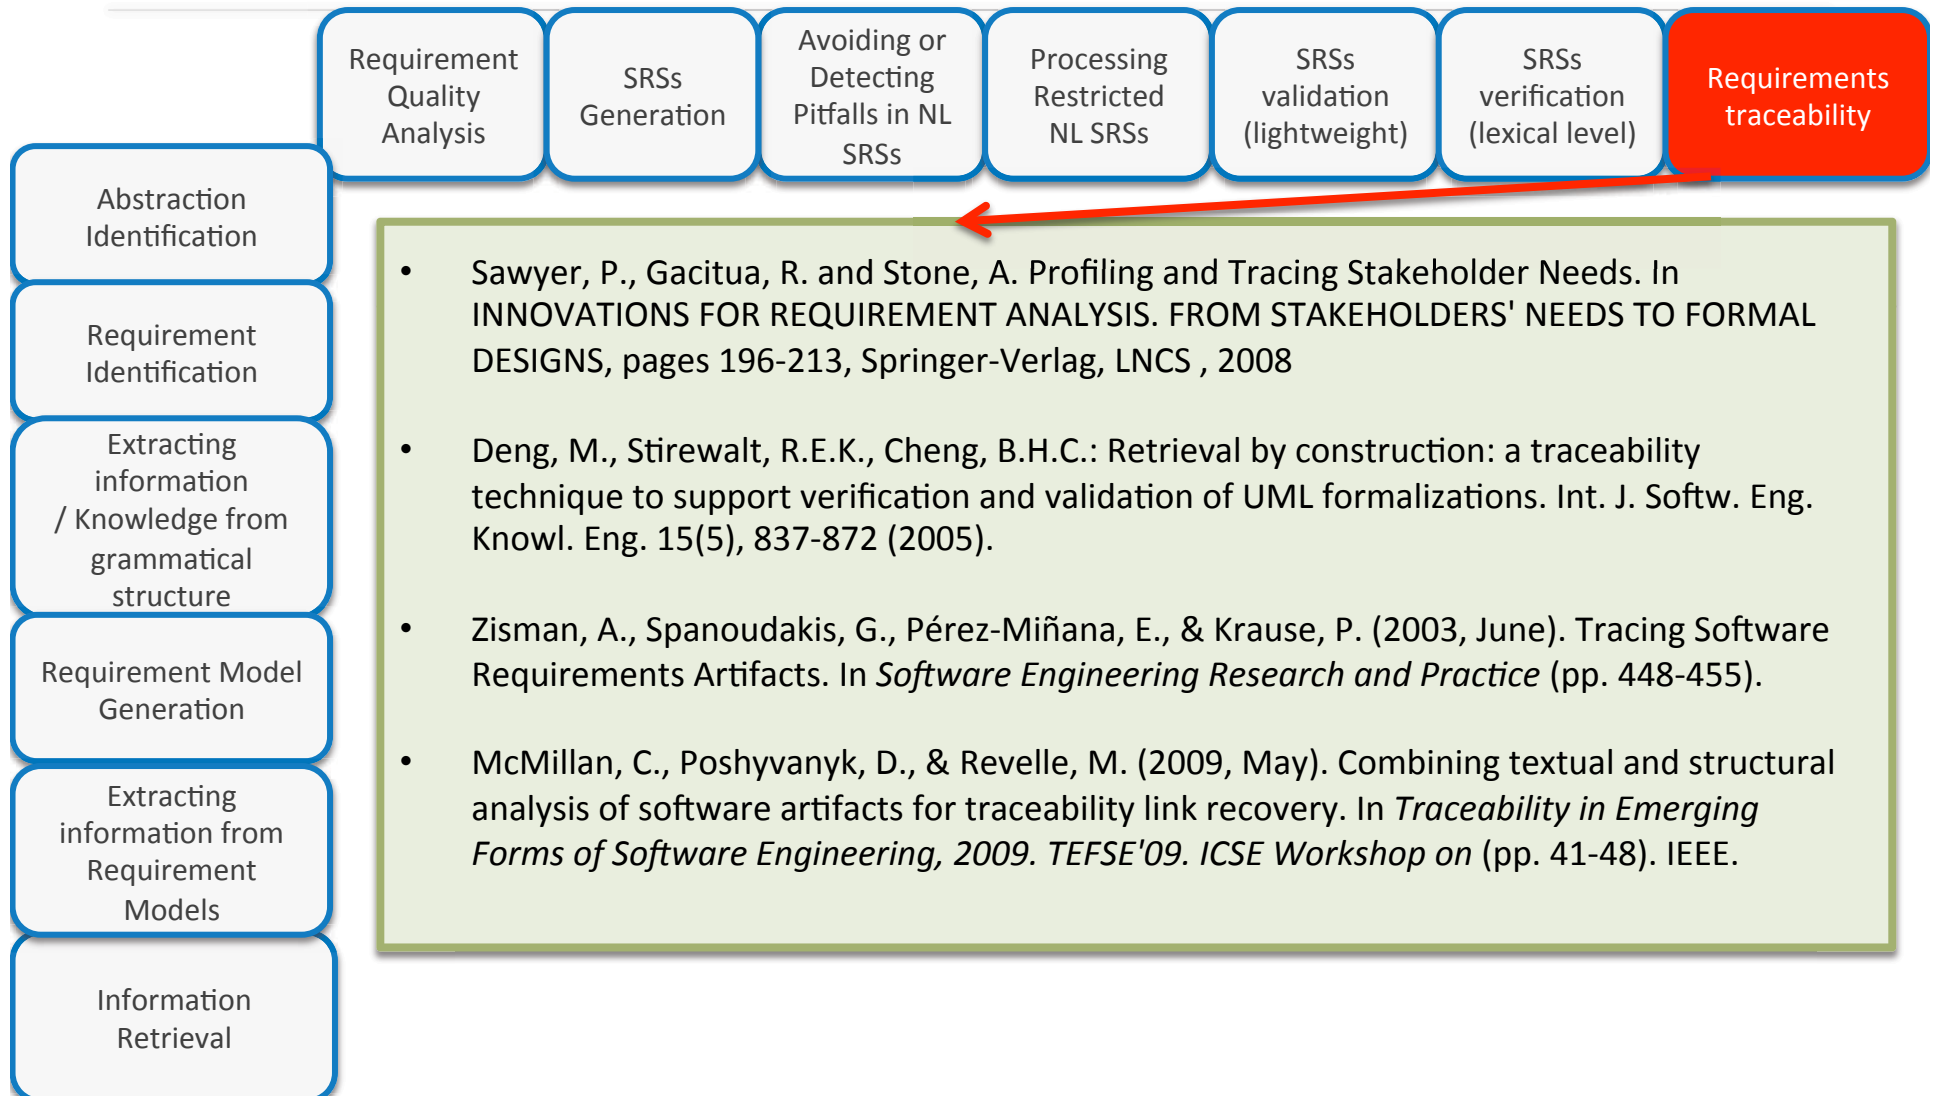 Requirement
Quality
Analysis
SRSs
Generation
Avoiding or
Detecting
Pitfalls in NL
SRSs
Processing
Restricted
NL SRSs
SRSs
validation
(lightweight)
SRSs
verification
(lexical level)
Requirements
traceability
Abstraction
Identification
Requirement
Identification
Extracting
information
/ Knowledge from
grammatical
structure
Requirement Model
Generation
Extracting
information from
Requirement
Models
Information
Retrieval
• Sawyer, P., Gacitua, R. and Stone, A. Profiling and Tracing Stakeholder Needs. In
INNOVATIONS FOR REQUIREMENT ANALYSIS. FROM STAKEHOLDERS' NEEDS TO FORMAL
DESIGNS, pages 196-213, Springer-Verlag, LNCS , 2008
• Deng, M., Stirewalt, R.E.K., Cheng, B.H.C.: Retrieval by construction: a traceability
technique to support verification and validation of UML formalizations. Int. J. Softw. Eng.
Knowl. Eng. 15(5), 837-872 (2005).
• Zisman, A., Spanoudakis, G., Pérez-Miñana, E., & Krause, P. (2003, June). Tracing Software
Requirements Artifacts. In Software Engineering Research and Practice (pp. 448-455).
• McMillan, C., Poshyvanyk, D., & Revelle, M. (2009, May). Combining textual and structural
analysis of software artifacts for traceability link recovery. In Traceability in Emerging
Forms of Software Engineering, 2009. TEFSE'09. ICSE Workshop on (pp. 41-48). IEEE.